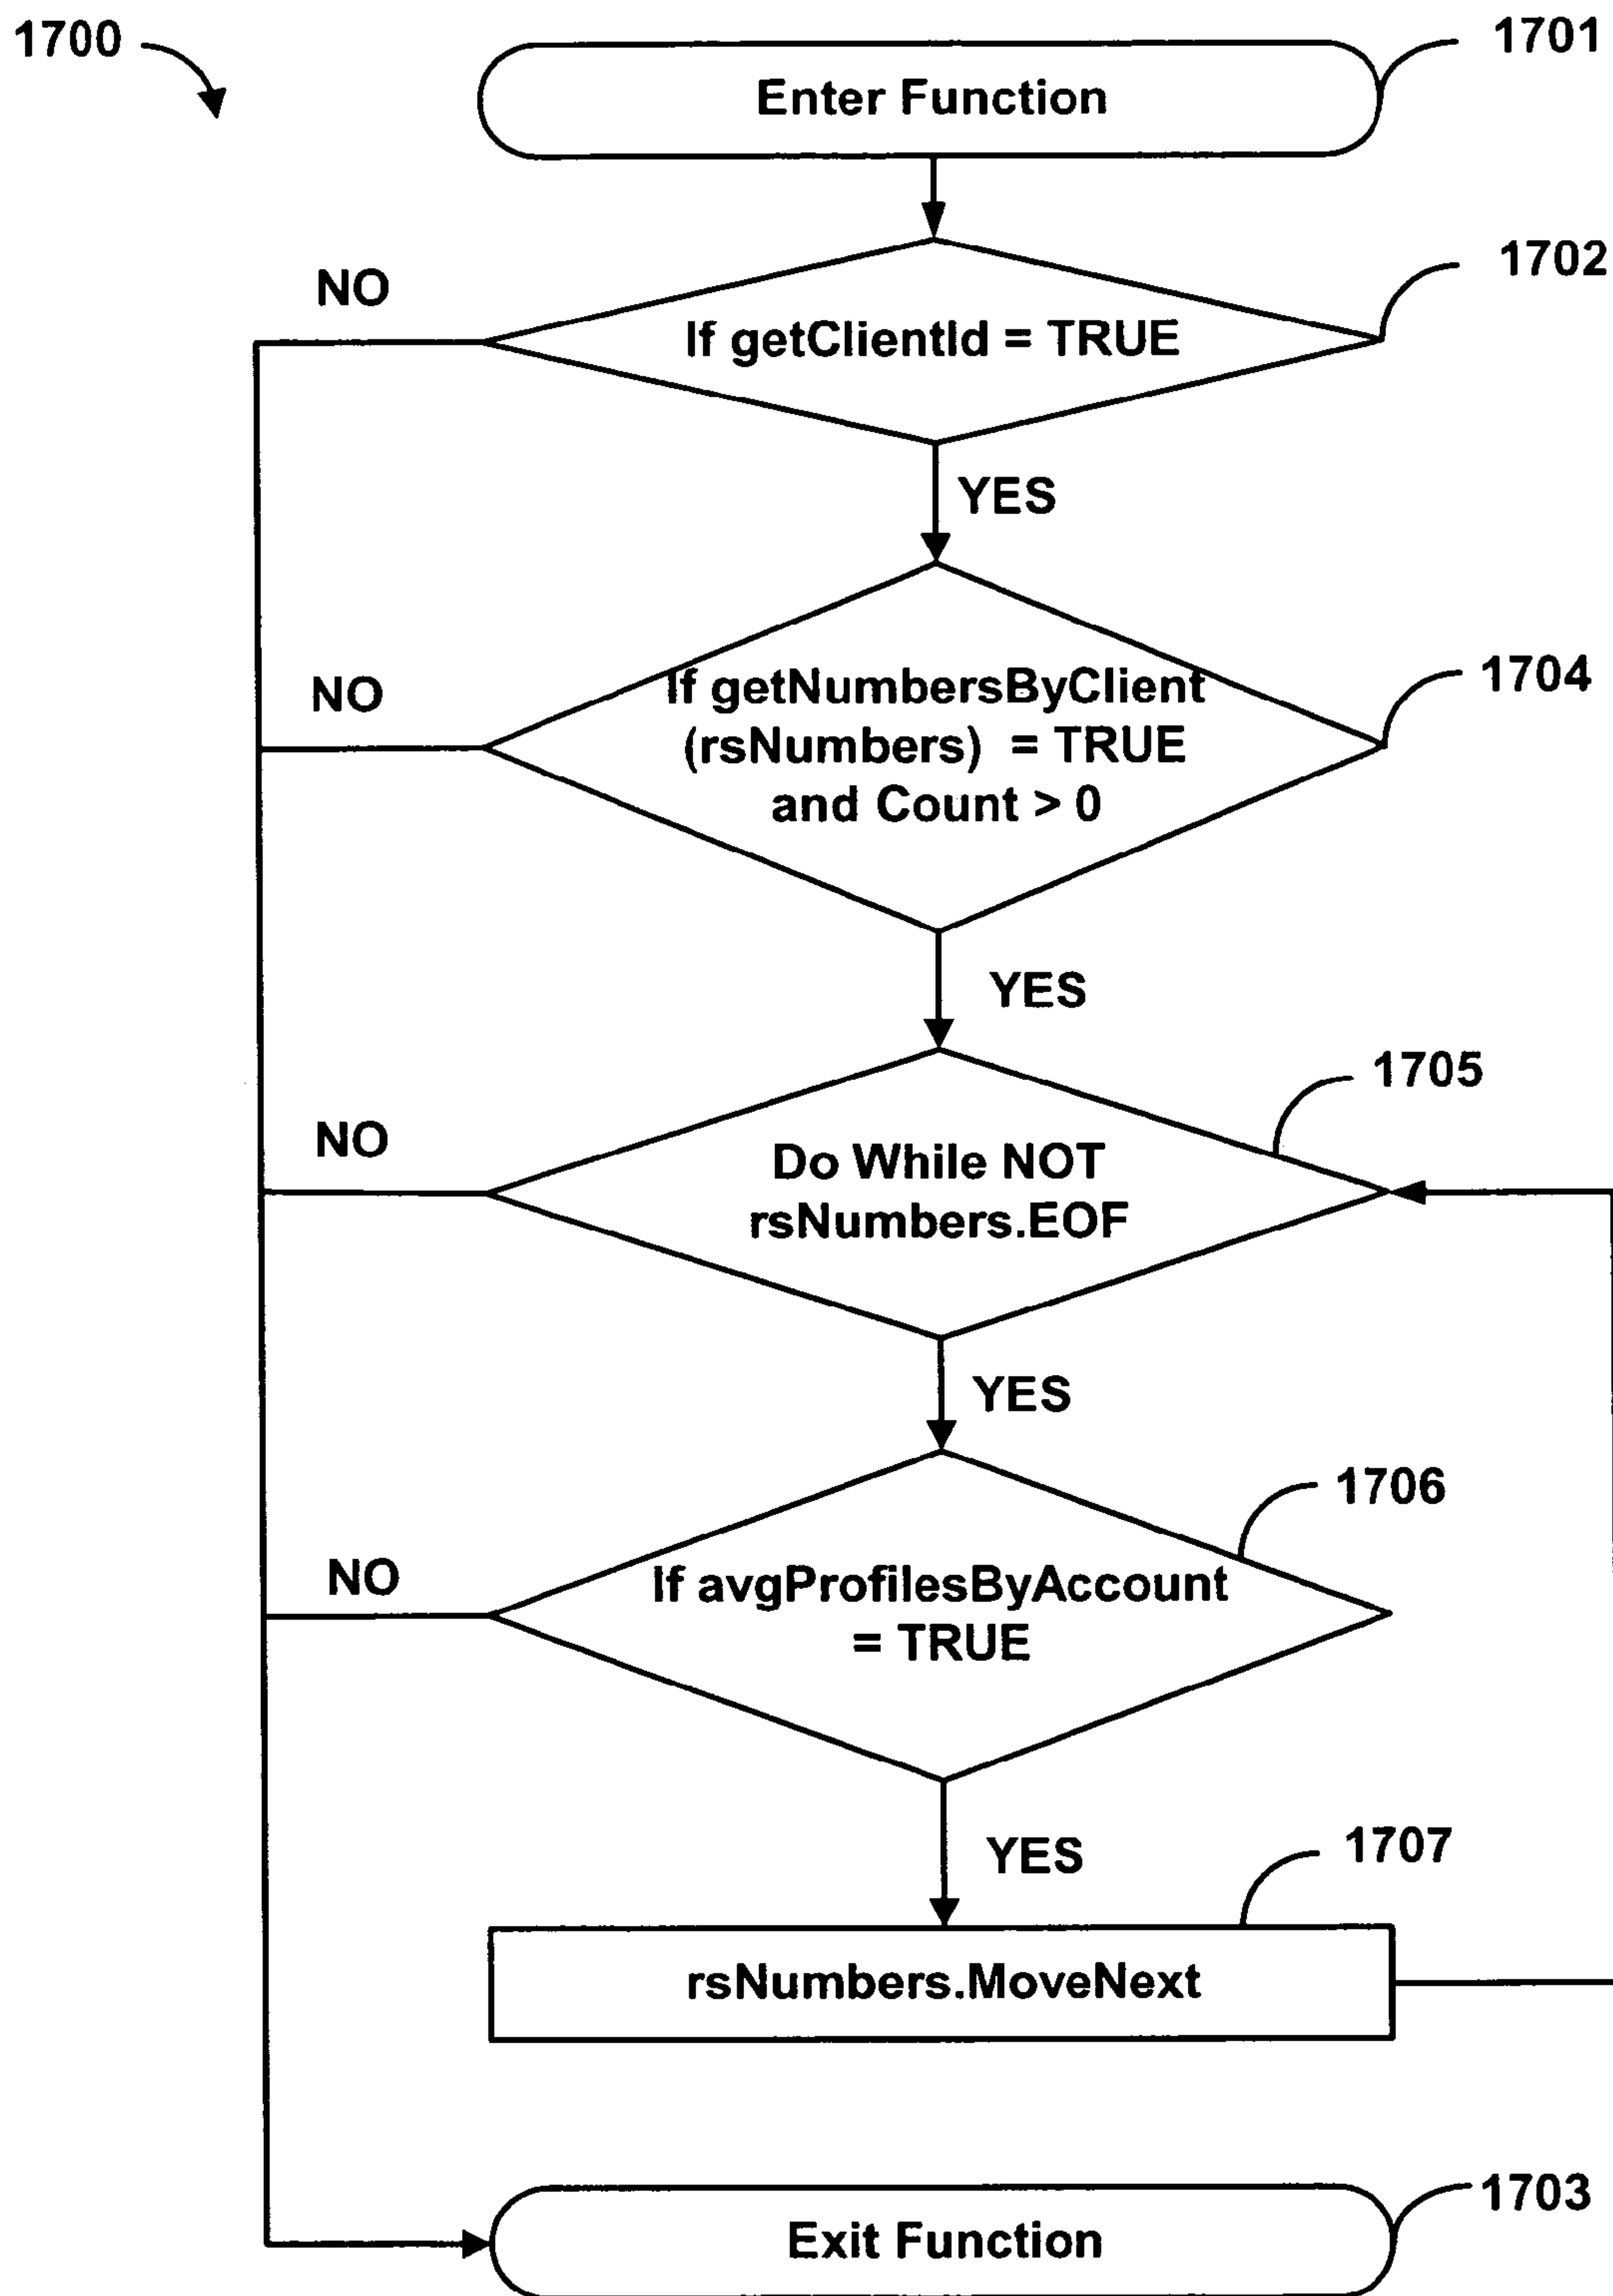 1700
1701
Enter Function
1702
NO
If getClientId = TRUE
YES
NO
If getNumbersByClient
(rsNumbers) = TRUE
and Count > 0
1704
YES
1705
NO
Do While NOT
rsNumbers.EOF
YES
1706
NO
If avgProfilesByAccount
= TRUE
YES
1707
rsNumbers.MoveNext
1703
Exit Function